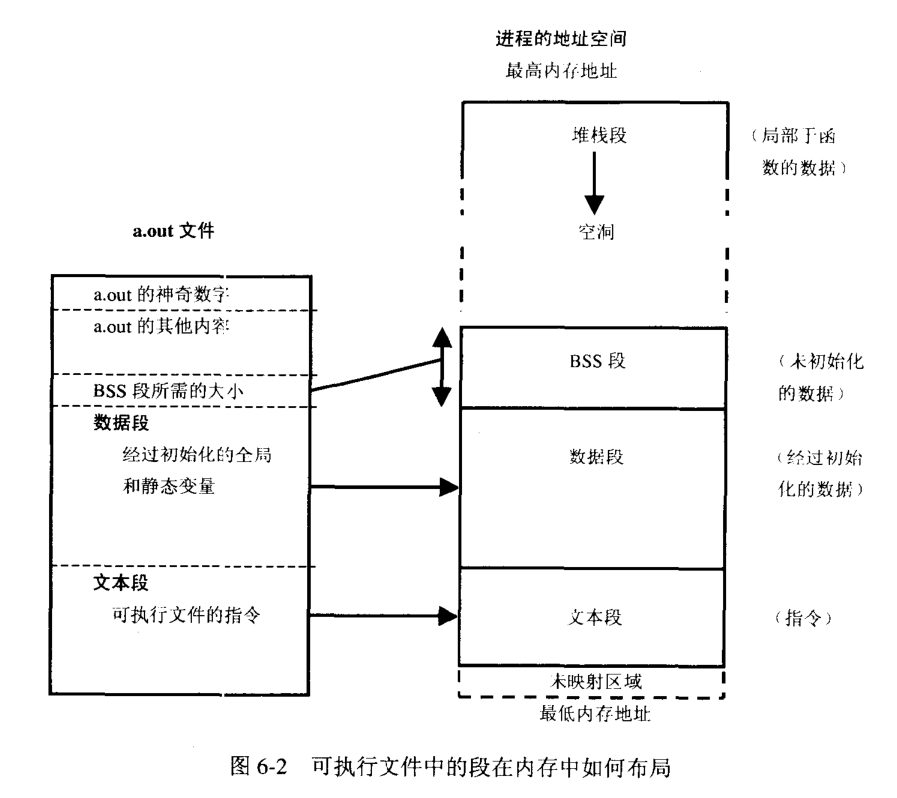 进程的地址空间
最高内存地址
堆栈段
（局部于函
数的数据）
空洞
a.out 文件
a.out 的神奇数字
a.out 的其他内容
BSS 段所需的大小
数据段
经过初始化的全局
和静态变量
文本段
可执行文件的指令
BSS 段
（未初始化
的数据）
数据段
（经过初始
化的数据）
文本段
（指令）
未映射区域
最低内存地址
图 6-2 可执行文件中的段在内存中如何布局